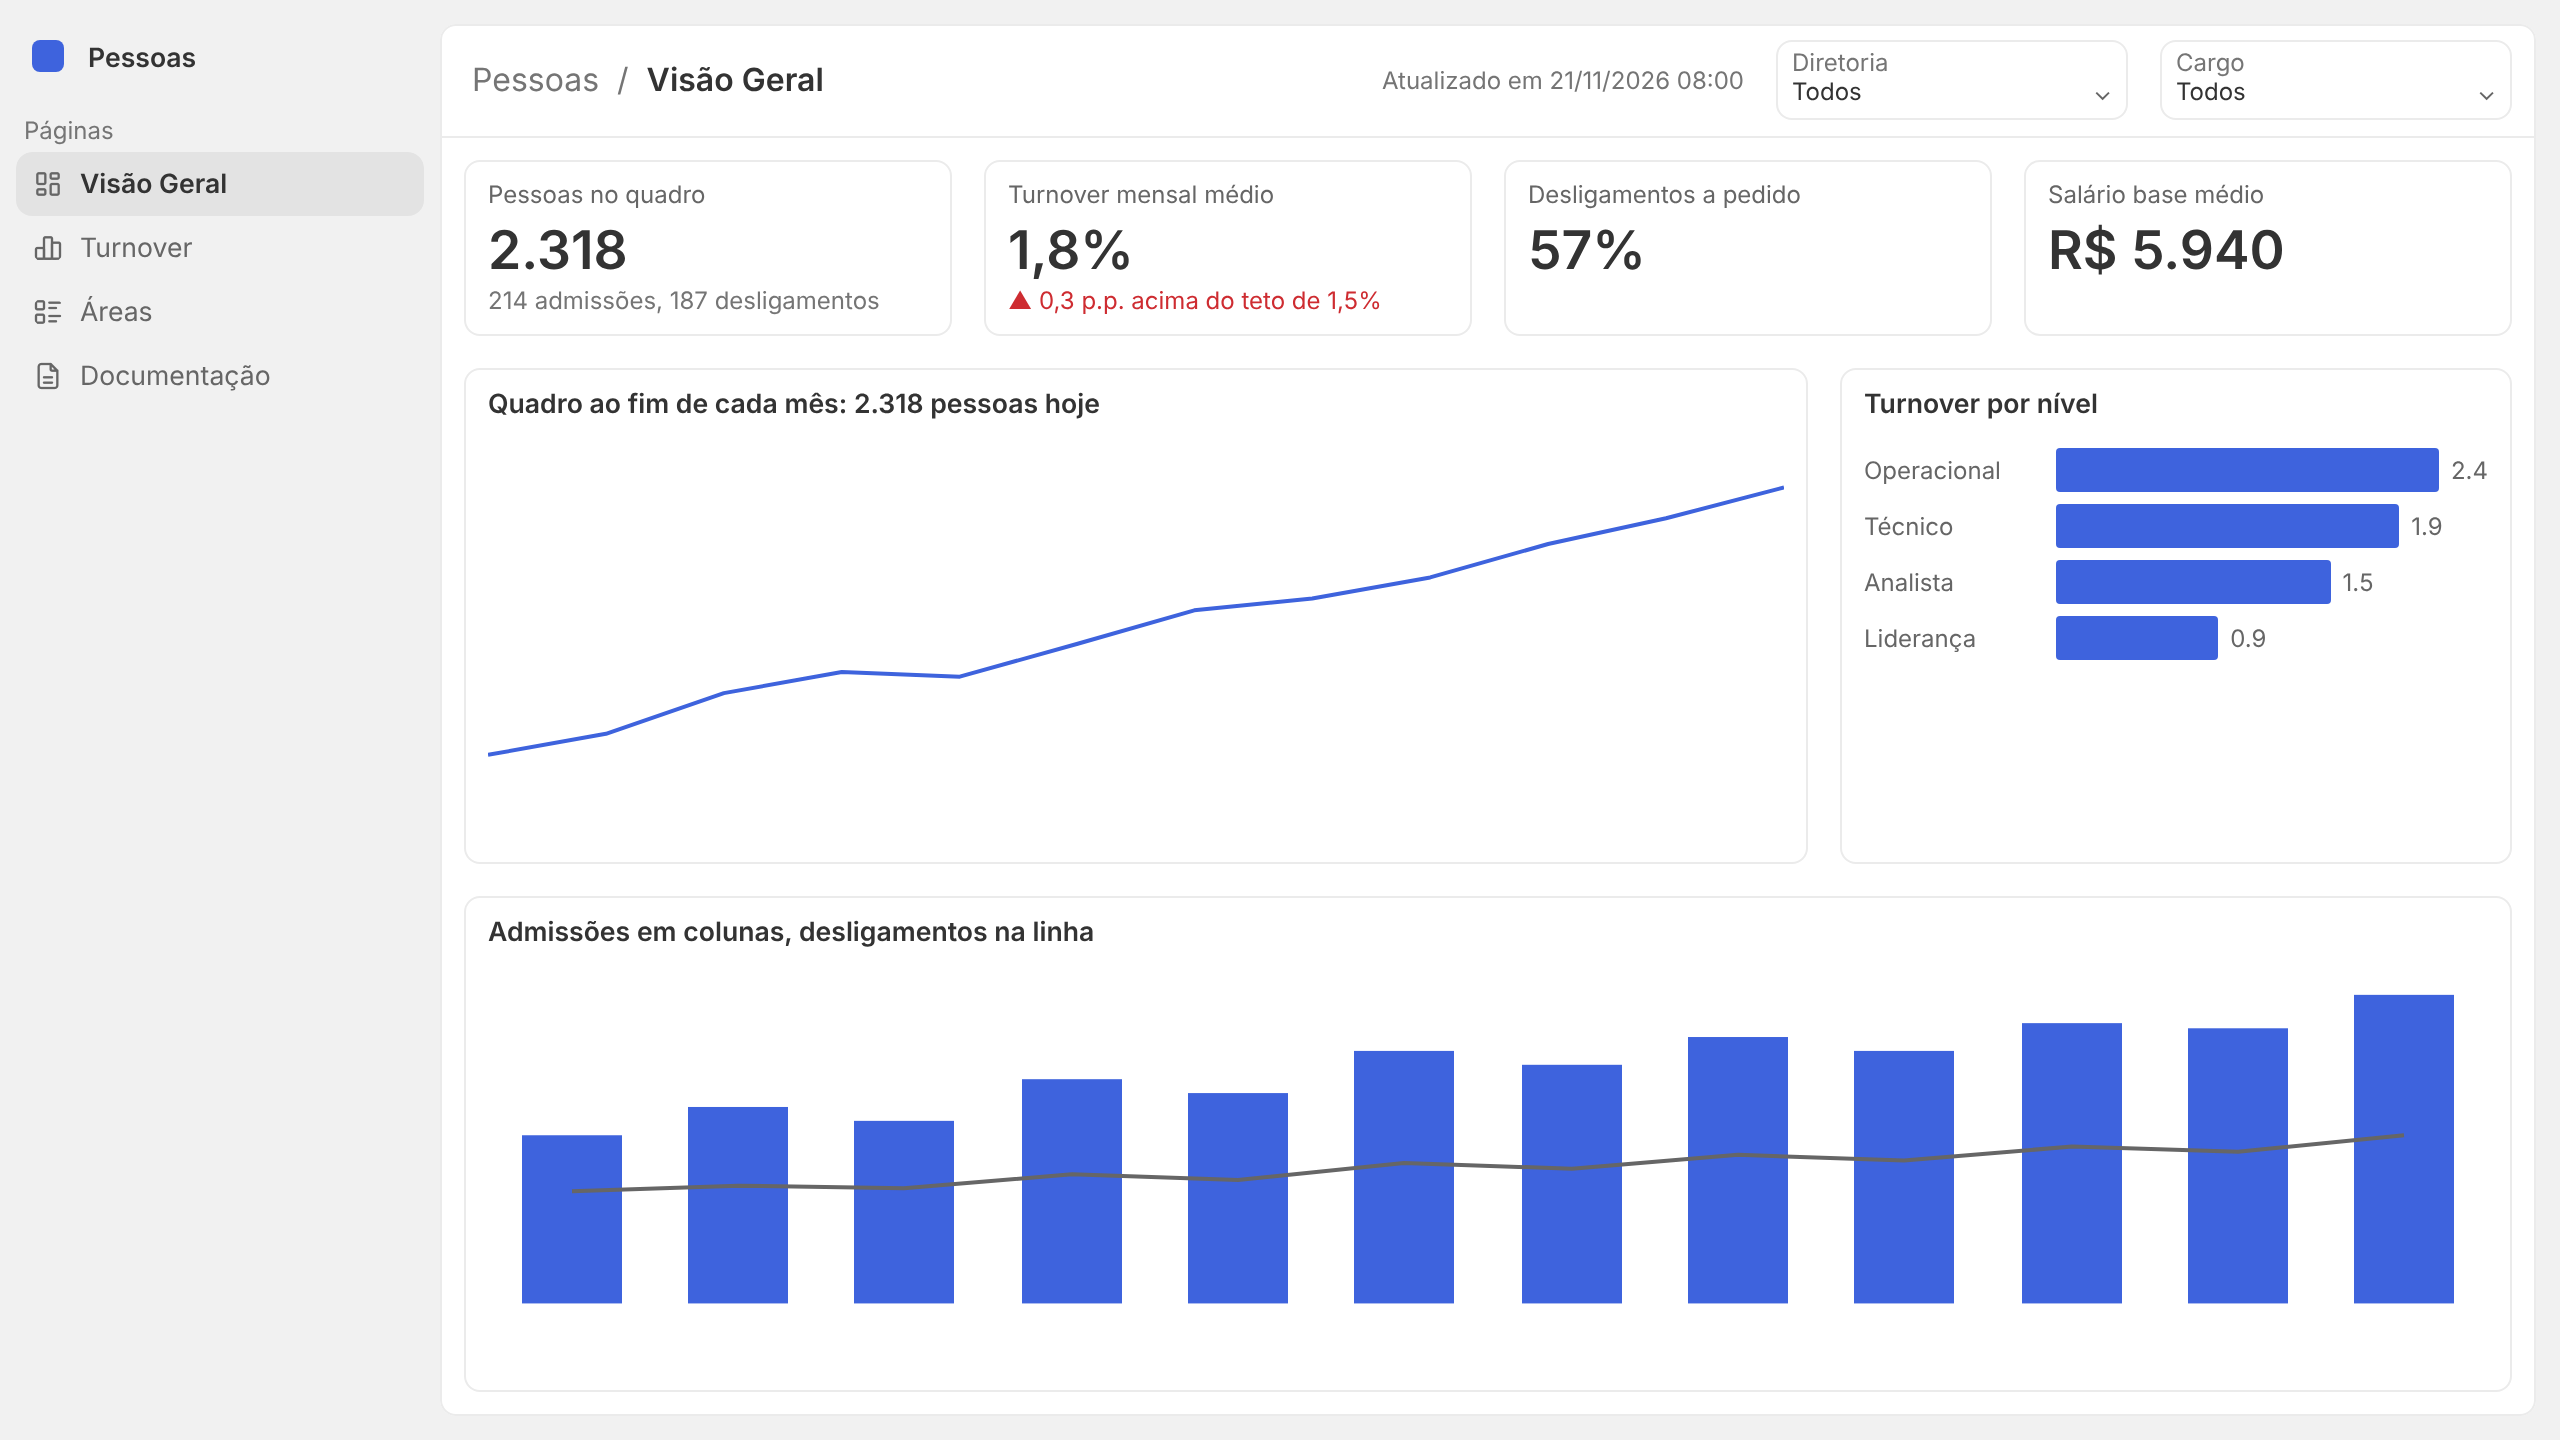 Pessoas
Páginas
Visão Geral
Turnover
Áreas
Documentação
Pessoas / Visão Geral
Atualizado em 21/11/2026 08:00
Diretoria
Todos
Cargo
Todos
Pessoas no quadro
2.318
214 admissões, 187 desligamentos
Turnover mensal médio
1,8%
▲ 0,3 p.p. acima do teto de 1,5%
Desligamentos a pedido
57%
Salário base médio
R$ 5.940
Quadro ao fim de cada mês: 2.318 pessoas hoje
Turnover por nível
Operacional 2.4
Técnico 1.9
Analista 1.5
Liderança 0.9
Admissões em colunas, desligamentos na linha